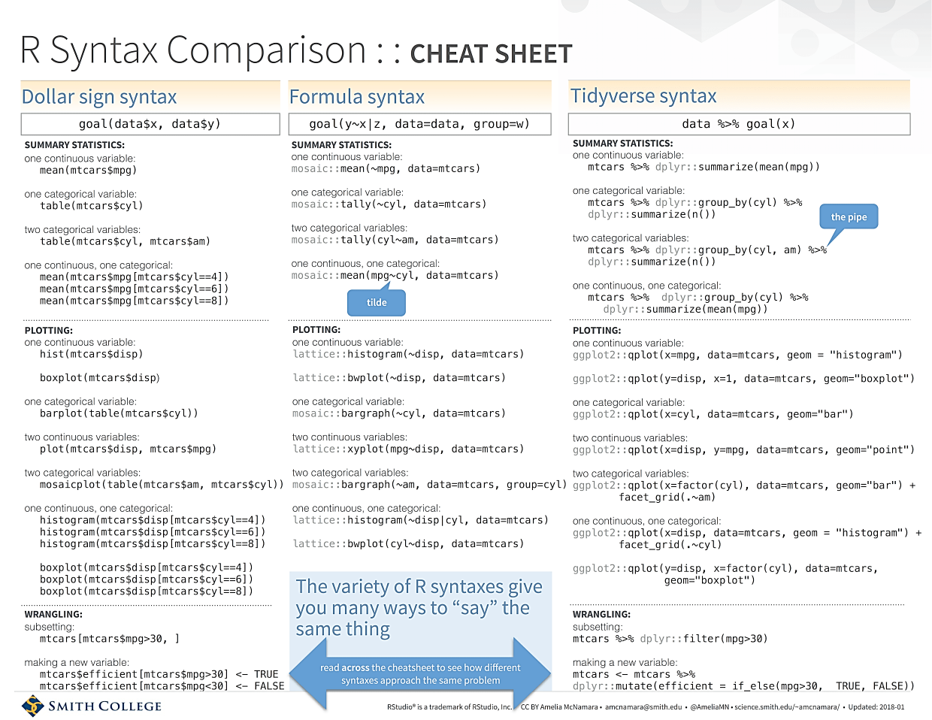 R Syntax Comparison : : CHEAT SHEET
Dollar sign syntax
goal(data$x, data$y)
SUMMARY STATISTICS:
one continuous variable:
mean(mtcars$mpg)
one categorical variable:
table(mtcars$cyl)
two categorical variables:
table(mtcars$cyl, mtcars$am)
one continuous, one categorical:
mean(mtcars$mpg[mtcars$cyl==4])
mean(mtcars$mpg[mtcars$cyl==6])
mean(mtcars$mpg[mtcars$cyl==8])
PLOTTING:
one continuous variable:
hist(mtcars$disp)
boxplot(mtcars$disp)
one categorical variable:
barplot(table(mtcars$cyl))
two continuous variables:
plot(mtcars$disp, mtcars$mpg)
two categorical variables:
mosaicplot(table(mtcars$am, mtcars$cyl))
one continuous, one categorical:
histogram(mtcars$disp[mtcars$cyl==4])
histogram(mtcars$disp[mtcars$cyl==6])
histogram(mtcars$disp[mtcars$cyl==8])
boxplot(mtcars$disp[mtcars$cyl==4])
boxplot(mtcars$disp[mtcars$cyl==6])
boxplot(mtcars$disp[mtcars$cyl==8])
WRANGLING:
subsetting:
mtcars[mtcars$mpg>30, ]
making a new variable:
mtcars$efficient[mtcars$mpg>30] <- TRUE
mtcars$efficient[mtcars$mpg<30] <- FALSE
Formula syntax
goal(y~x|z, data=data, group=w)
SUMMARY STATISTICS:
one continuous variable:
mosaic::mean(~mpg, data=mtcars)
one categorical variable:
mosaic::tally(~cyl, data=mtcars)
two categorical variables:
mosaic::tally(cyl~am, data=mtcars)
one continuous, one categorical:
mosaic::mean(mpg~cyl, data=mtcars)
tilde
PLOTTING:
one continuous variable:
lattice::histogram(~disp, data=mtcars)
lattice::bwplot(~disp, data=mtcars)
one categorical variable:
mosaic::bargraph(~cyl, data=mtcars)
two continuous variables:
lattice::xyplot(mpg~disp, data=mtcars)
two categorical variables:
mosaic::bargraph(~am, data=mtcars, group=cyl)
one continuous, one categorical:
lattice::histogram(~disp|cyl, data=mtcars)
lattice::bwplot(cyl~disp, data=mtcars)
The variety of R syntaxes give
you many ways to “say” the
same thing
read across the cheatsheet to see how different
syntaxes approach the same problem
Tidyverse syntax
data %>% goal(x)
SUMMARY STATISTICS:
one continuous variable:
mtcars %>% dplyr::summarize(mean(mpg))
one categorical variable:
mtcars %>% dplyr::group_by(cyl) %>%
dplyr::summarize(n())
the pipe
two categorical variables:
mtcars %>% dplyr::group_by(cyl, am) %>%
dplyr::summarize(n())
one continuous, one categorical:
mtcars %>% dplyr::group_by(cyl) %>%
dplyr::summarize(mean(mpg))
PLOTTING:
one continuous variable:
ggplot2::qplot(x=mpg, data=mtcars, geom = "histogram")
ggplot2::qplot(y=disp, x=1, data=mtcars, geom="boxplot")
one categorical variable:
ggplot2::qplot(x=cyl, data=mtcars, geom="bar")
two continuous variables:
ggplot2::qplot(x=disp, y=mpg, data=mtcars, geom="point")
two categorical variables:
ggplot2::qplot(x=factor(cyl), data=mtcars, geom="bar") +
facet_grid(.~am)
one continuous, one categorical:
ggplot2::qplot(x=disp, data=mtcars, geom = "histogram") +
facet_grid(.~cyl)
ggplot2::qplot(y=disp, x=factor(cyl), data=mtcars,
geom="boxplot")
WRANGLING:
subsetting:
mtcars %>% dplyr::filter(mpg>30)
making a new variable:
mtcars <- mtcars %>%
dplyr::mutate(efficient = if_else(mpg>30, TRUE, FALSE))
SMITH COLLEGE
RStudio® is a trademark of RStudio, Inc. • CC BY Amelia McNamara • amcnamara@smith.edu • @AmeliaMN • science.smith.edu/~amcnamara/ • Updated: 2018-01